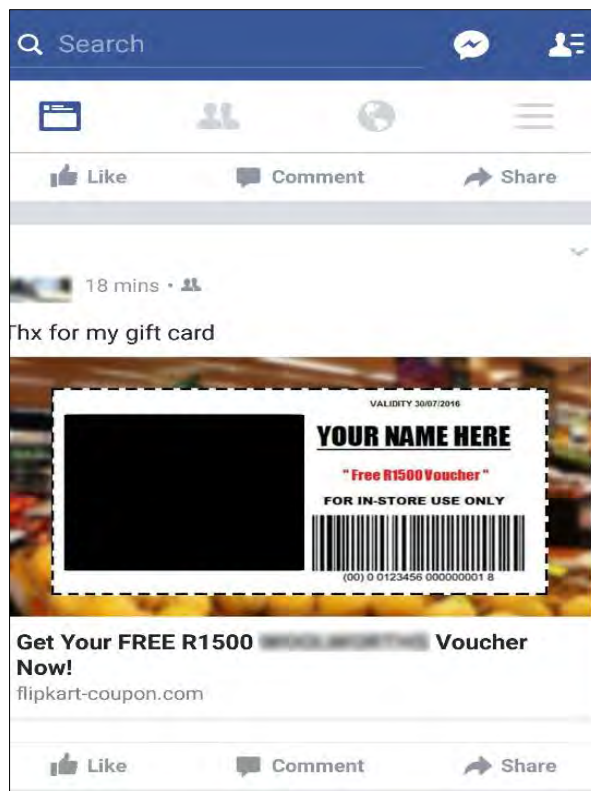 Search
Like Comment Share
18 mins
Thx for my gift card
VALIDITY 30/07/2016
YOUR NAME HERE
" Free R1500 Voucher "
FOR IN-STORE USE ONLY
(00) 0 0123456 000000001 8
Get Your FREE R1500 Voucher
Now!
flipkart-coupon.com
Like Comment Share